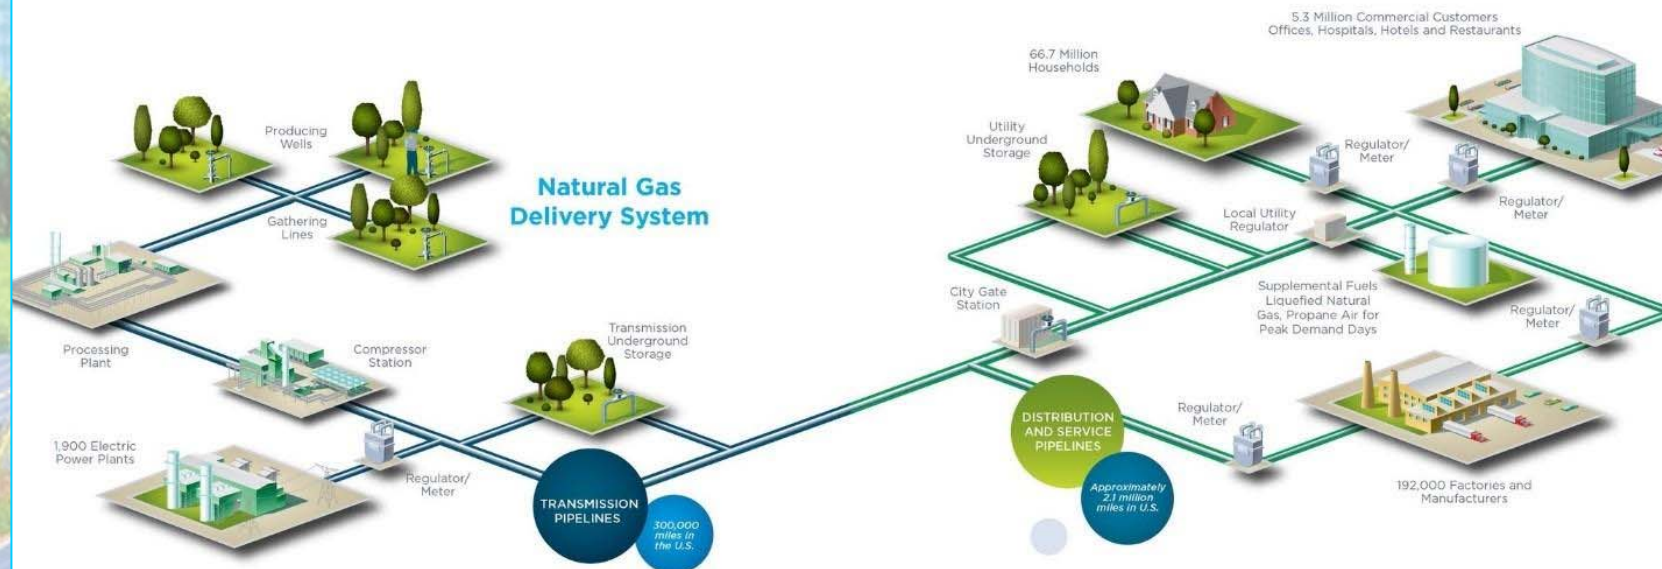 5.3 Million Commercial Customers
Offices, Hospitals, Hotels and Restaurants
66.7 Million
Households
Producing
Wells
Utility
Underground
Storage
Regulator/
Meter
Natural Gas
Delivery System
Gathering
Lines
Local Utility
Regulator
Regulator/
Meter
City Gate
Station
Supplemental Fuels
Liquefied Natural
Gas, Propane Air for
Peak Demand Days
Regulator/
Meter
Processing
Plant
Compressor
Station
Transmission
Underground
Storage
1,900 Electric
Power Plants
Regulator/
Meter
TRANSMISSION
PIPELINES
300,000
miles in
the U.S.
DISTRIBUTION
AND SERVICE
PIPELINES
Approximately
2.1 million
miles in U.S.
Regulator/
Meter
192,000 Factories and
Manufacturers